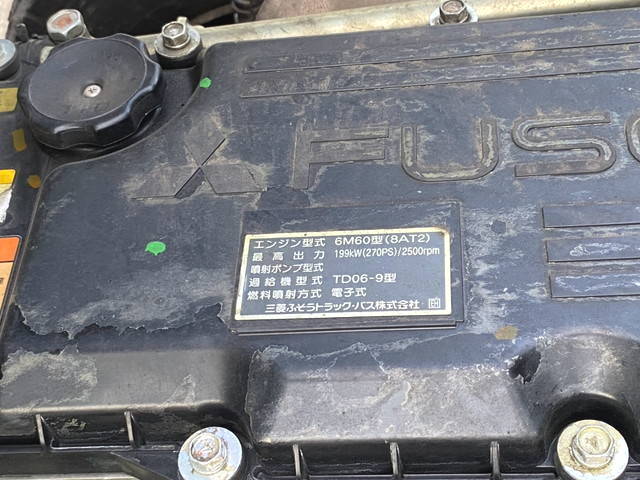 FUSO
エンジン型式 6M60型(8AT2)
最高出力 199kW(270PS)/2500rpm
噴射ポンプ型式
過給機型式 TD06-9型
燃料噴射方式 電子式
三菱ふそうトラック・バス株式会社